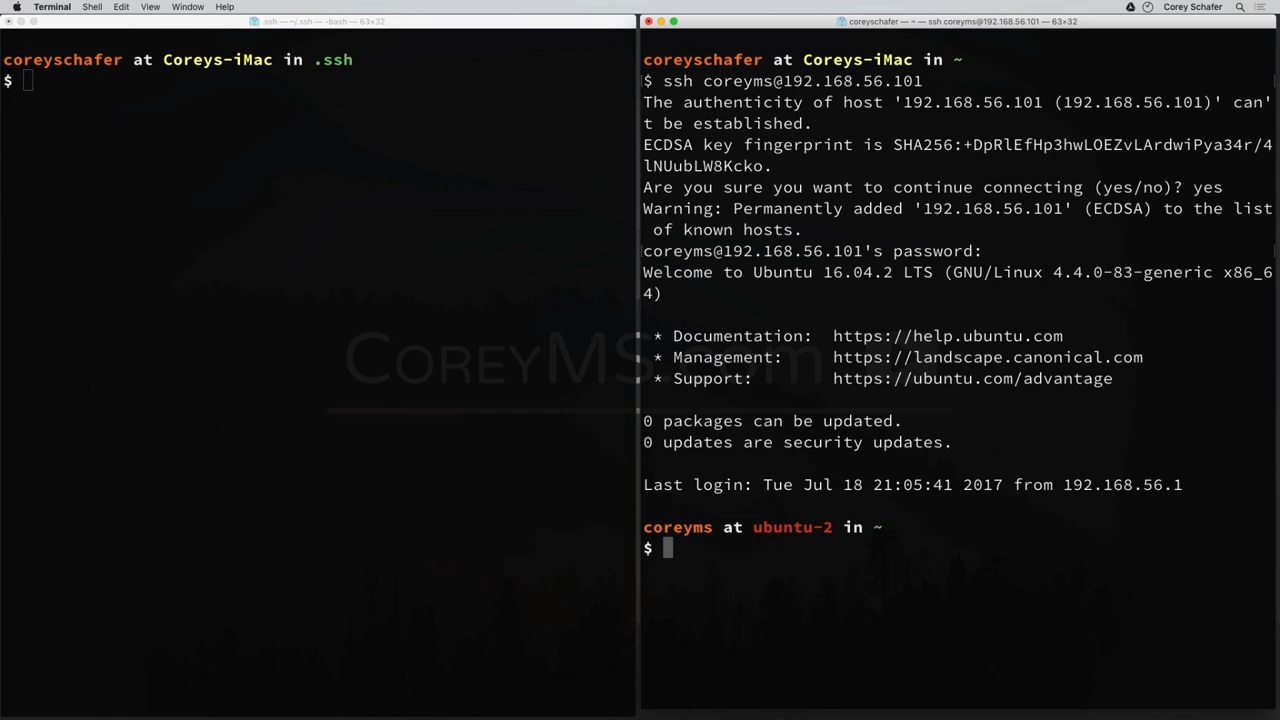 Terminal Shell Edit View Window Help Corey Schafer
.ssh — ~/.ssh — -bash — 63×32
coreyschafer at Coreys-iMac in .ssh
$
coreyschafer — ~ — ssh coreyms@192.168.56.101 — 63×32
coreyschafer at Coreys-iMac in ~
$ ssh coreyms@192.168.56.101
The authenticity of host '192.168.56.101 (192.168.56.101)' can'
t be established.
ECDSA key fingerprint is SHA256:+DpRlEfHp3hwLOEZvLArdwiPya34r/4
lNUubLW8Kcko.
Are you sure you want to continue connecting (yes/no)? yes
Warning: Permanently added '192.168.56.101' (ECDSA) to the list
 of known hosts.
coreyms@192.168.56.101's password:
Welcome to Ubuntu 16.04.2 LTS (GNU/Linux 4.4.0-83-generic x86_6
4)
* Documentation:  https://help.ubuntu.com
* Management:     https://landscape.canonical.com
* Support:        https://ubuntu.com/advantage
0 packages can be updated.
0 updates are security updates.
Last login: Tue Jul 18 21:05:41 2017 from 192.168.56.1
coreyms at ubuntu-2 in ~
$
CoreyMS.com